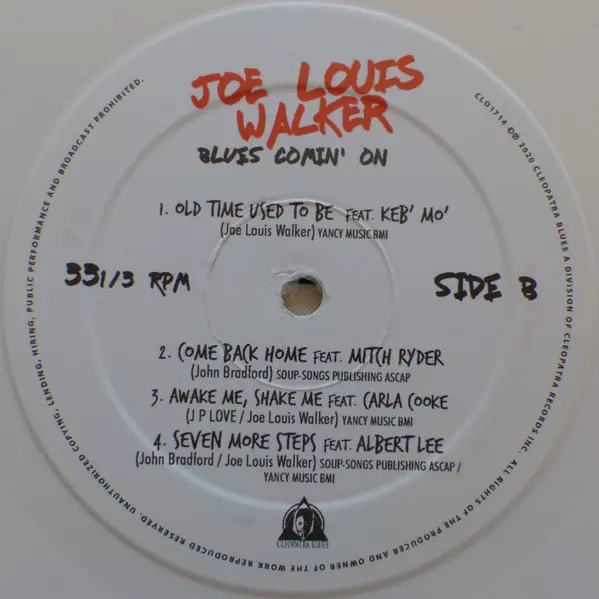 JOE LOUIS
WALKER
BLUES COMIN' ON
1. OLD TIME USED TO BE FEAT. KEB' MO'
(Joe Louis Walker) YANCY MUSIC BMI
33 1/3 RPM
SIDE B
2. COME BACK HOME FEAT. MITCH RYDER
(John Bradford) SOUP-SONGS PUBLISHING ASCAP
3. AWAKE ME, SHAKE ME FEAT. CARLA COOKE
(J P LOVE / Joe Louis Walker) YANCY MUSIC BMI
4. SEVEN MORE STEPS FEAT. ALBERT LEE
(John Bradford / Joe Louis Walker) SOUP-SONGS PUBLISHING ASCAP /
YANCY MUSIC BMI
CLEOPATRA BLUES
CLO1714 ©℗ 2020 CLEOPATRA BLUES A DIVISION OF CLEOPATRA RECORDS INC. ALL RIGHTS OF THE PRODUCER AND OWNER OF THE WORK REPRODUCED RESERVED. UNAUTHORIZED COPYING, LENDING, HIRING, PUBLIC PERFORMANCE AND BROADCAST PROHIBITED.